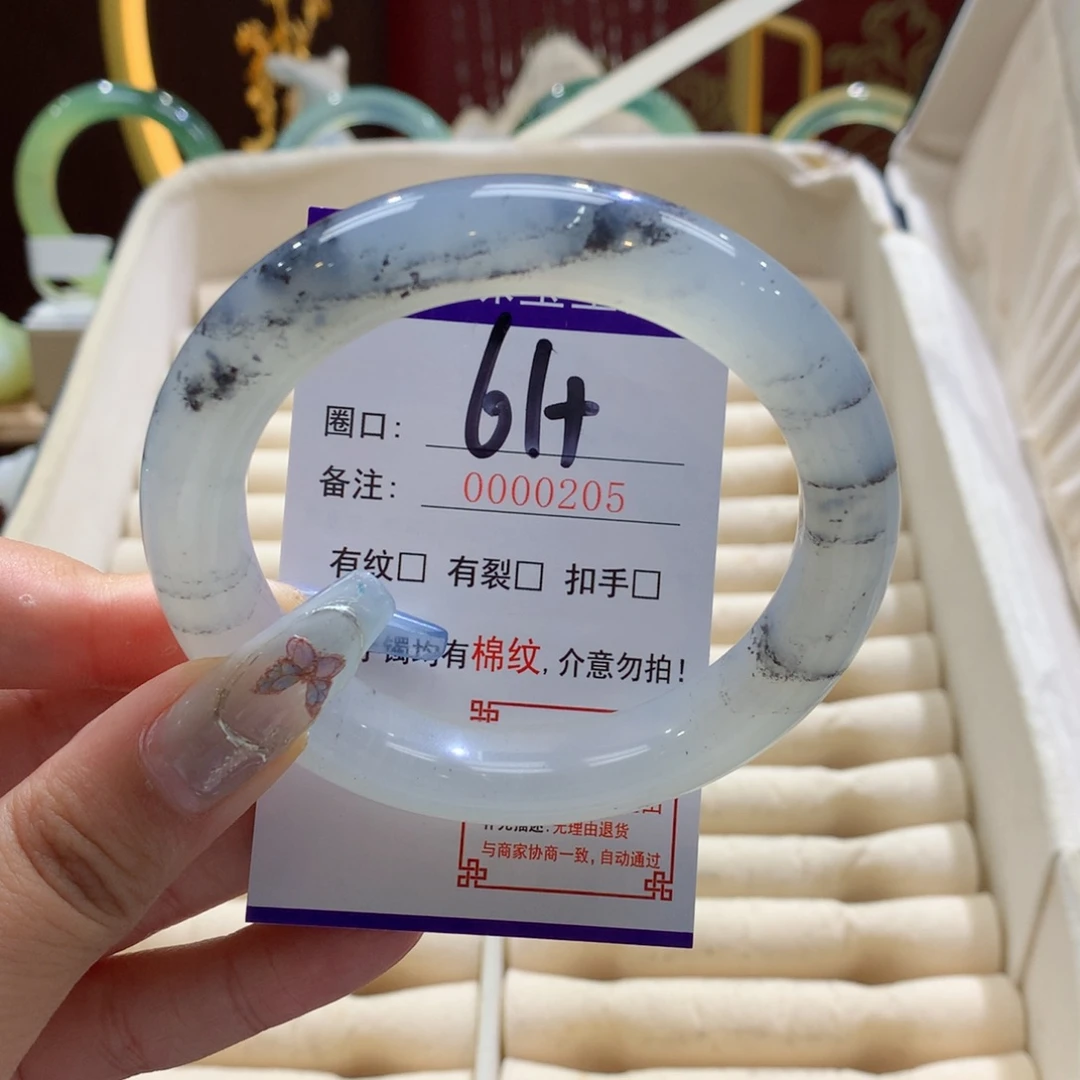 圈口: 61+
备注: 0000205
有纹□ 有裂□ 扣手□
镯均有棉纹, 介意勿拍!
无理由退货
与商家协商一致, 自动通过